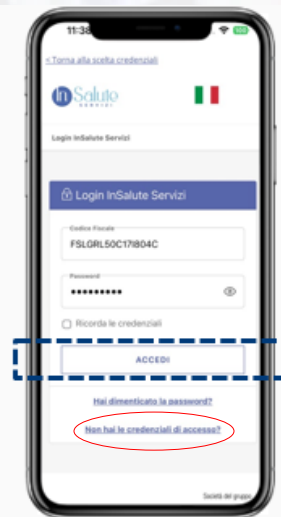 11:38
< Torna alla scelta credenziali
InSalute
SERVIZI
Login InSalute Servizi
Login InSalute Servizi
Codice Fiscale
FSLGRL50C17I804C
Password
•••••••••
Ricorda le credenziali
ACCEDI
Hai dimenticato la password?
Non hai le credenziali di accesso?
Società del gruppo